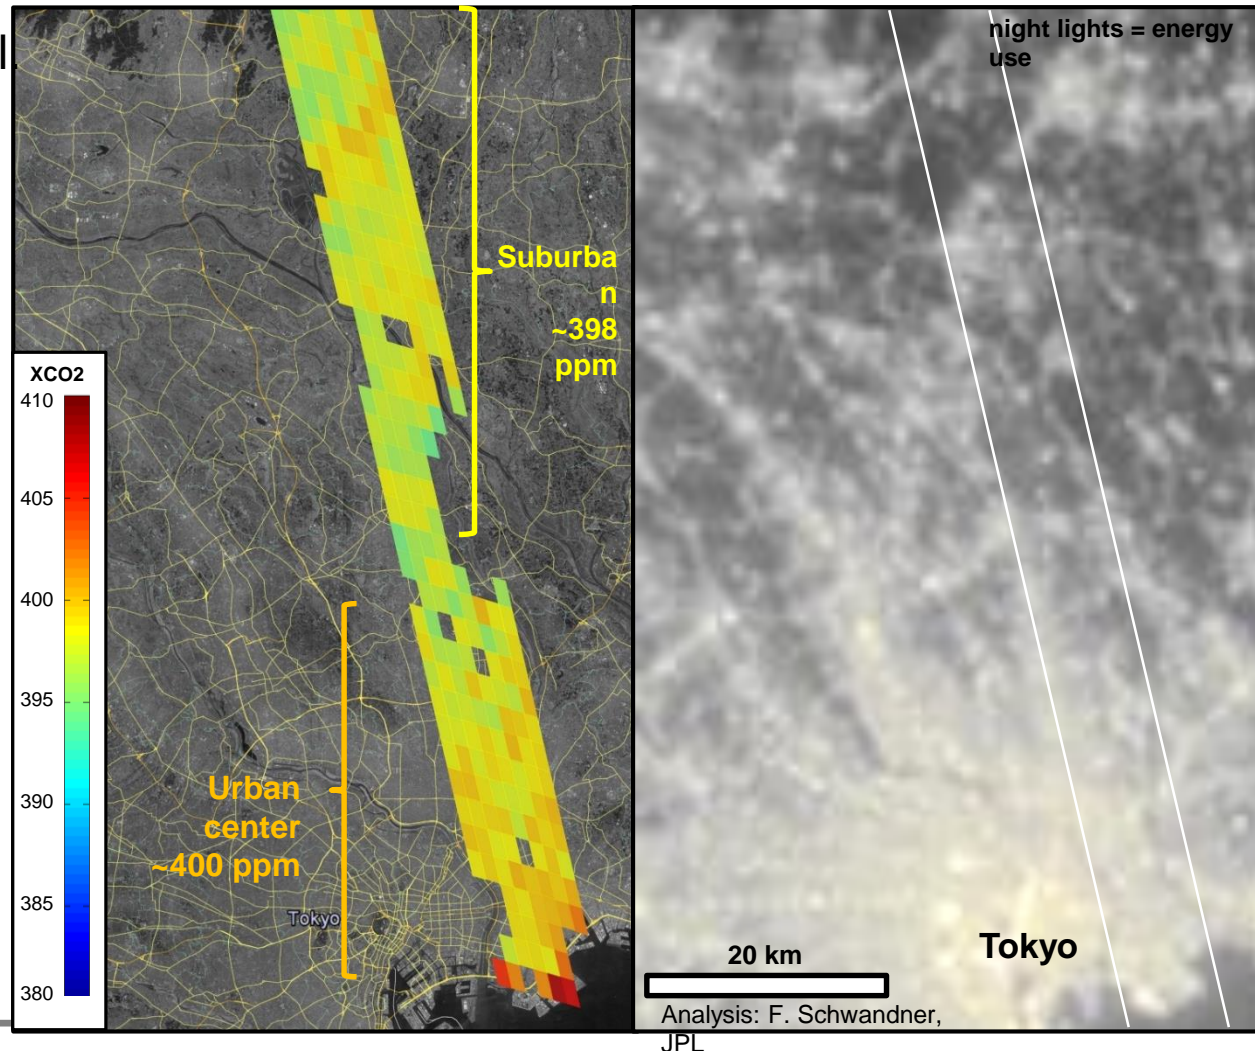 l.
night lights = energy
use
Suburba
n
~398
ppm
XCO2
410
405
400
395
390
385
380
Urban
center
~400 ppm
Tokyo
Tokyo
20 km
Analysis: F. Schwandner,
JPL